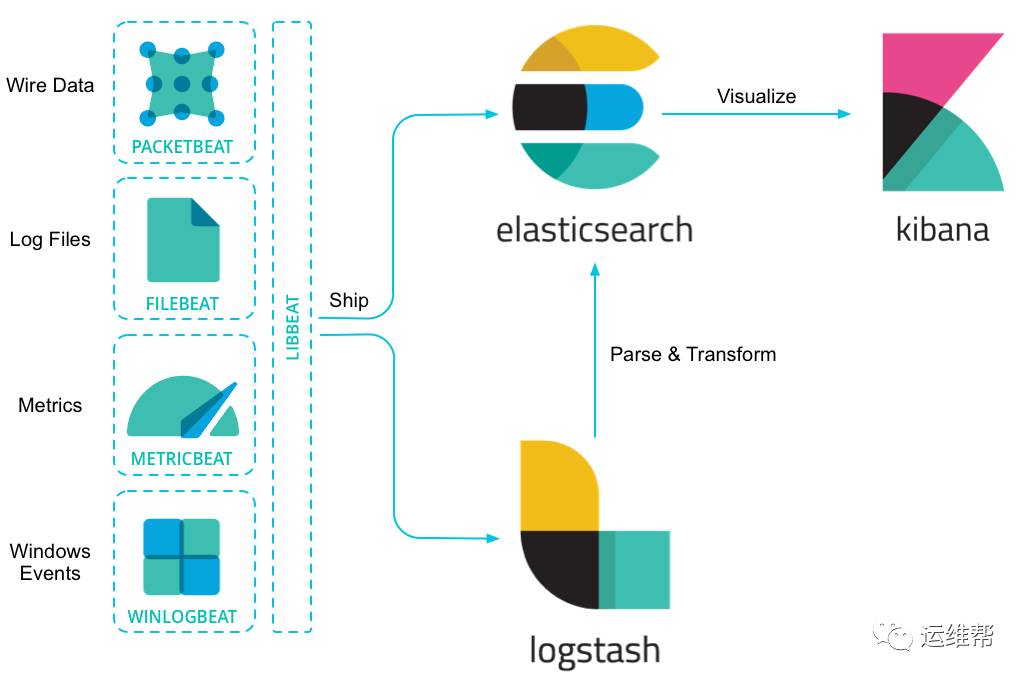 Wire Data
PACKETBEAT
Log Files
FILEBEAT
Metrics
METRICBEAT
Windows
Events
WINLOGBEAT
LIBBEAT
Ship
elasticsearch
Visualize
kibana
Parse & Transform
logstash
运维帮